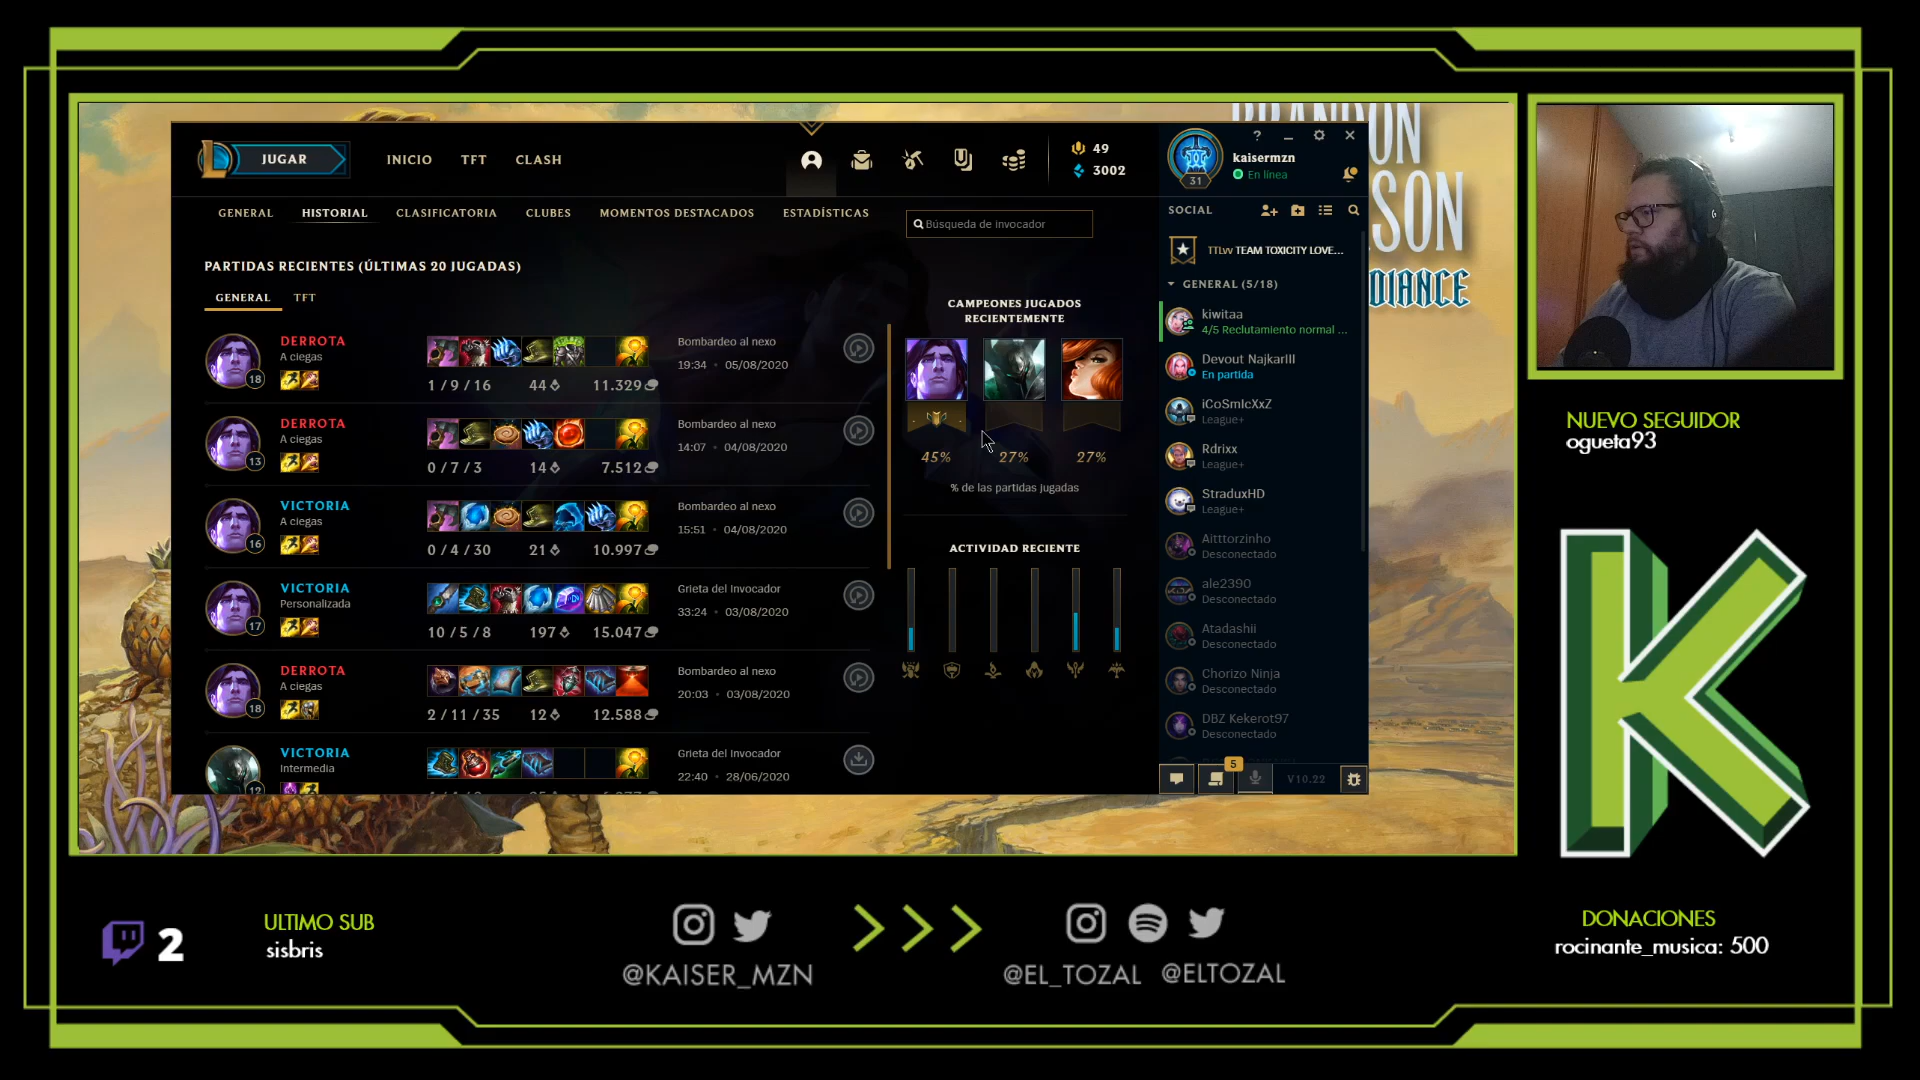 BRANDON
SON
DIANCE
JUGAR
INICIO
TFT
CLASH
49
3002
31
kaisermzn
En línea
GENERAL
HISTORIAL
CLASIFICATORIA
CLUBES
MOMENTOS DESTACADOS
ESTADÍSTICAS
Búsqueda de invocador
SOCIAL
PARTIDAS RECIENTES (ÚLTIMAS 20 JUGADAS)
GENERAL
TFT
DERROTA
A ciegas
18
1 / 9 / 16
44
11.329
Bombardeo al nexo
19:34 • 05/08/2020
DERROTA
A ciegas
13
0 / 7 / 3
14
7.512
Bombardeo al nexo
14:07 • 04/08/2020
VICTORIA
A ciegas
16
0 / 4 / 30
21
10.997
Bombardeo al nexo
15:51 • 04/08/2020
VICTORIA
Personalizada
17
10 / 5 / 8
197
15.047
Grieta del Invocador
33:24 • 03/08/2020
DERROTA
A ciegas
18
2 / 11 / 35
12
12.588
Bombardeo al nexo
20:03 • 03/08/2020
VICTORIA
Intermedia
12
Grieta del Invocador
22:40 • 28/06/2020
CAMPEONES JUGADOS
RECIENTEMENTE
45%
27%
27%
% de las partidas jugadas
ACTIVIDAD RECIENTE
TTLvv TEAM TOXICITY LOVE...
GENERAL (5/18)
kiwitaa
4/5 Reclutamiento normal ...
Devout NajkarIII
En partida
iCoSmIcXxZ
League+
Rdrixx
League+
StraduxHD
League+
Aitttorzinho
Desconectado
ale2390
Desconectado
Atadashii
Desconectado
Chorizo Ninja
Desconectado
DBZ Kekerot97
Desconectado
5
V10.22
NUEVO SEGUIDOR
ogueta93
K
DONACIONES
rocinante_musica: 500
2
ULTIMO SUB
sisbris
@KAISER_MZN
@EL_TOZAL
@ELTOZAL